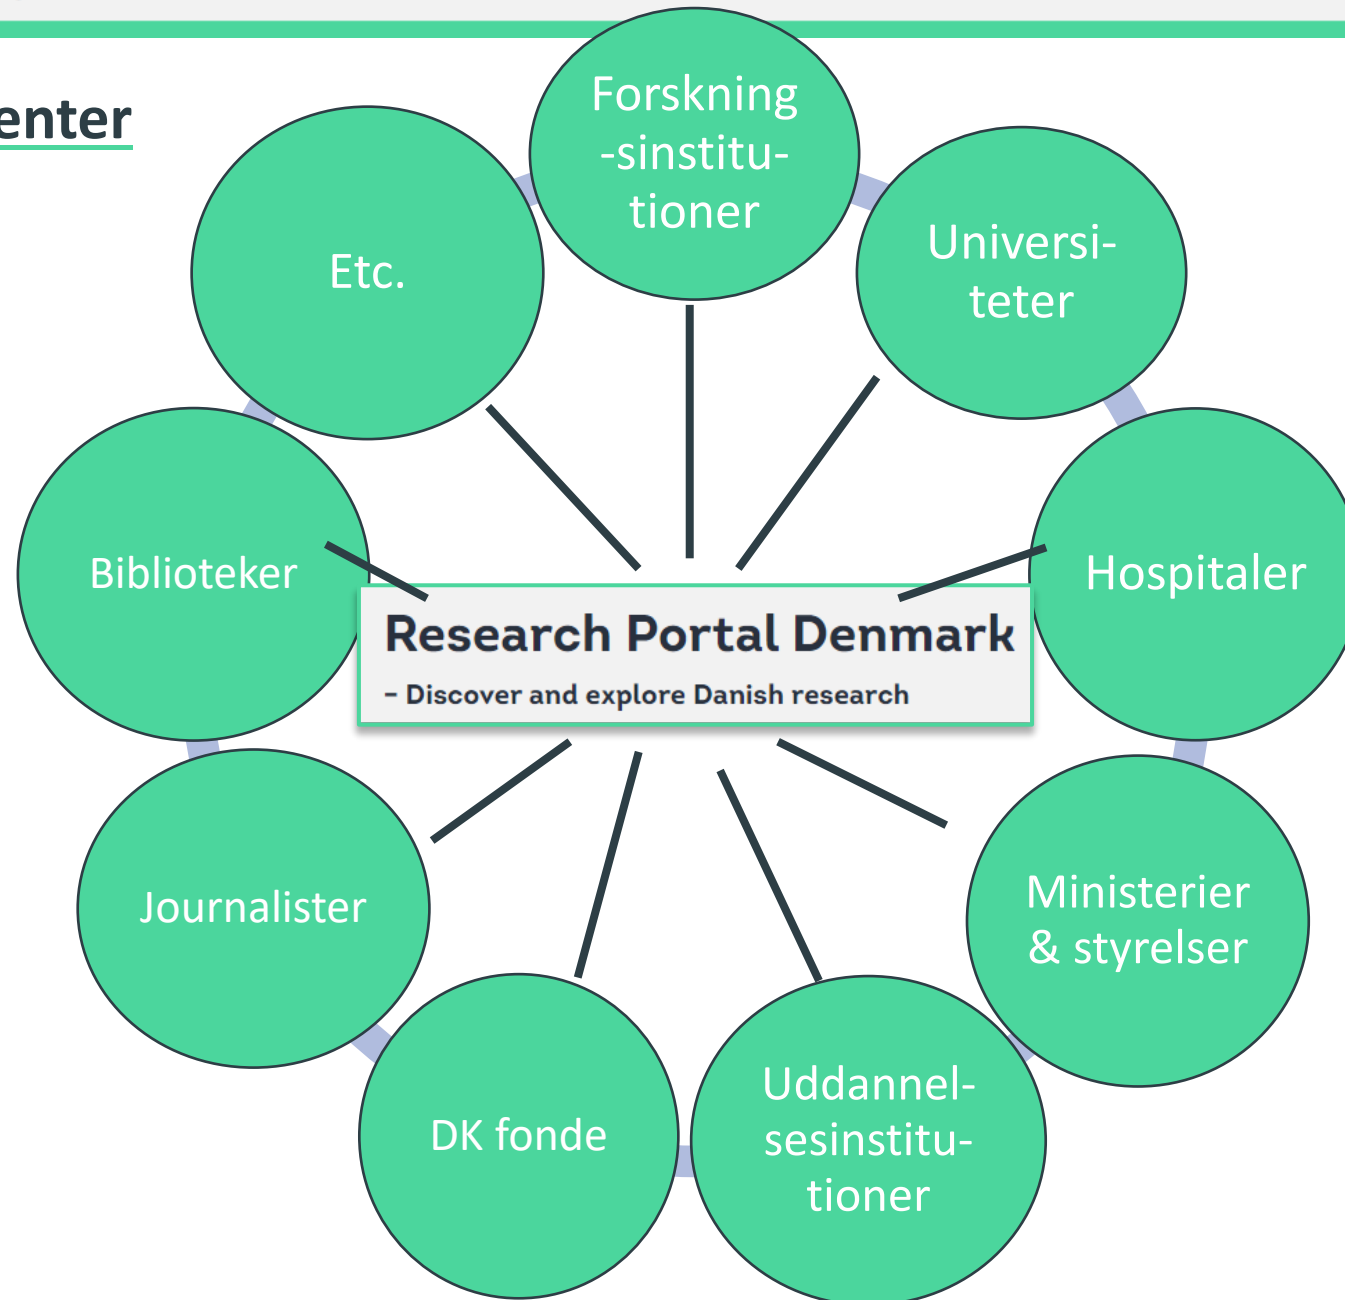 enter
Forskning
-sinstitu-
tioner
Universi-
teter
Etc.
Hospitaler
Biblioteker
Research Portal Denmark
– Discover and explore Danish research
Ministerier
& styrelser
Journalister
Uddannel-
sesinstitu-
tioner
DK fonde